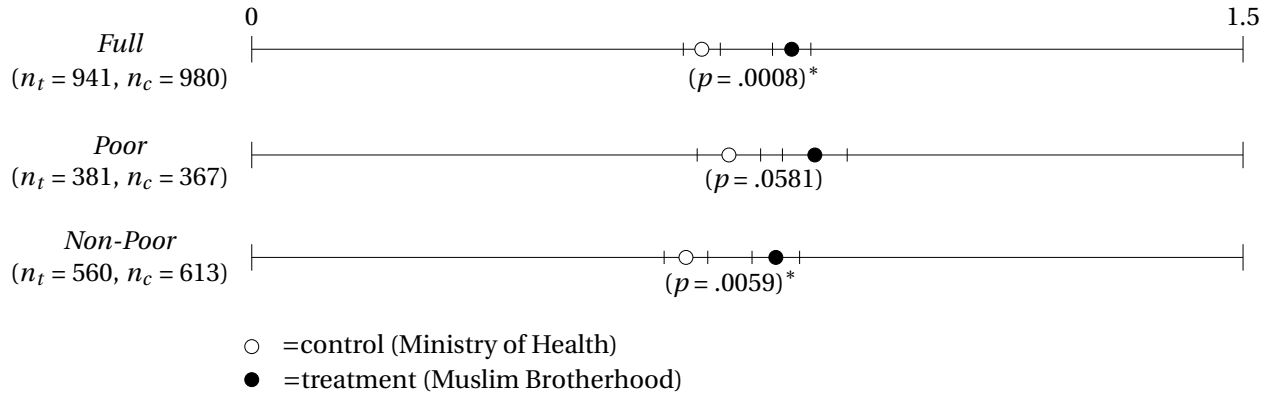 0 1.5
Full
(n_t = 941, n_c = 980)
(p = .0008)*
Poor
(n_t = 381, n_c = 367)
(p = .0581)
Non-Poor
(n_t = 560, n_c = 613)
(p = .0059)*
=control (Ministry of Health)
=treatment (Muslim Brotherhood)